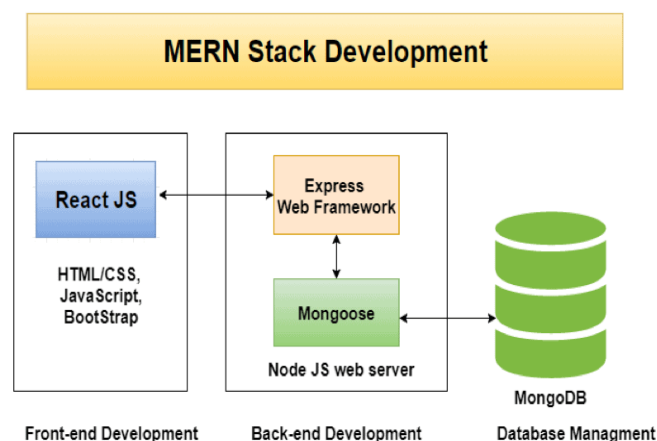 MERN Stack Development
React JS
HTML/CSS,
JavaScript,
BootStrap
Front-end Development
Express
Web Framework
Mongoose
Node JS web server
Back-end Development
MongoDB
Database Managment